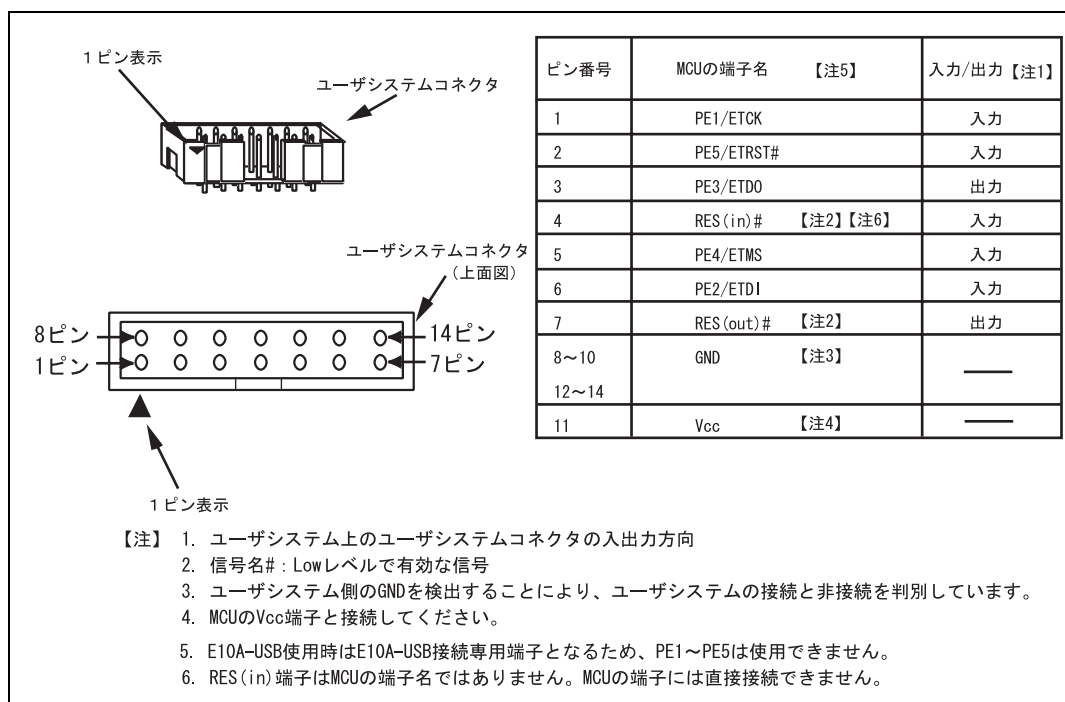 1ピン表示
ユーザシステムコネクタ
ユーザシステムコネクタ
(上面図)
8ピン
14ピン
1ピン
7ピン
1ピン表示
ピン番号 MCUの端子名 【注5】 入力/出力【注1】
1 PE1/ETCK 入力
2 PE5/ETRST# 入力
3 PE3/ETDO 出力
4 RES(in)# 【注2】【注6】 入力
5 PE4/ETMS 入力
6 PE2/ETDI 入力
7 RES(out)# 【注2】 出力
8～10 GND 【注3】 ——
12～14
11 Vcc 【注4】 ——
【注】 1. ユーザシステム上のユーザシステムコネクタの入出力方向
2. 信号名#:Lowレベルで有効な信号
3. ユーザシステム側のGNDを検出することにより、ユーザシステムの接続と非接続を判別しています。
4. MCUのVcc端子と接続してください。
5. E10A-USB使用時はE10A-USB接続専用端子となるため、PE1～PE5は使用できません。
6. RES(in)端子はMCUの端子名ではありません。MCUの端子には直接接続できません。